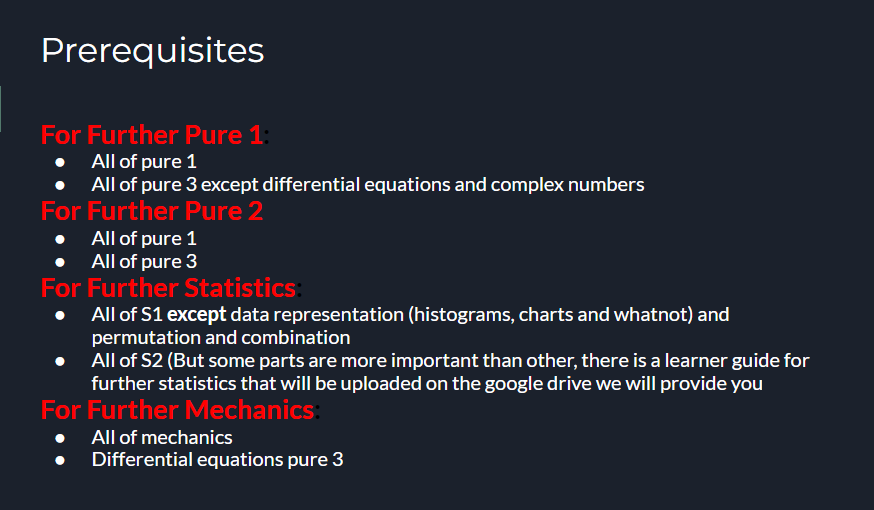 Prerequisites
For Further Pure 1:
● All of pure 1
● All of pure 3 except differential equations and complex numbers
For Further Pure 2
● All of pure 1
● All of pure 3
For Further Statistics:
● All of S1 except data representation (histograms, charts and whatnot) and
permutation and combination
● All of S2 (But some parts are more important than other, there is a learner guide for
further statistics that will be uploaded on the google drive we will provide you
For Further Mechanics:
● All of mechanics
● Differential equations pure 3